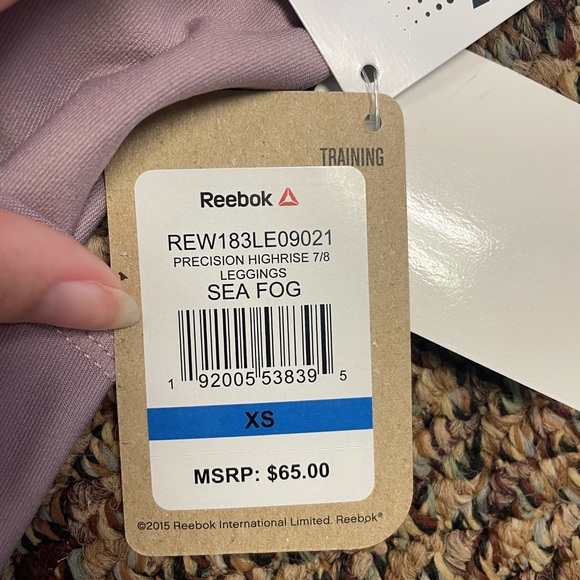 TRAINING
Reebok
REW183LE09021
PRECISION HIGHRISE 7/8
LEGGINGS
SEA FOG
1 92005 53839 5
XS
MSRP: $65.00
©2015 Reebok International Limited. Reebok®